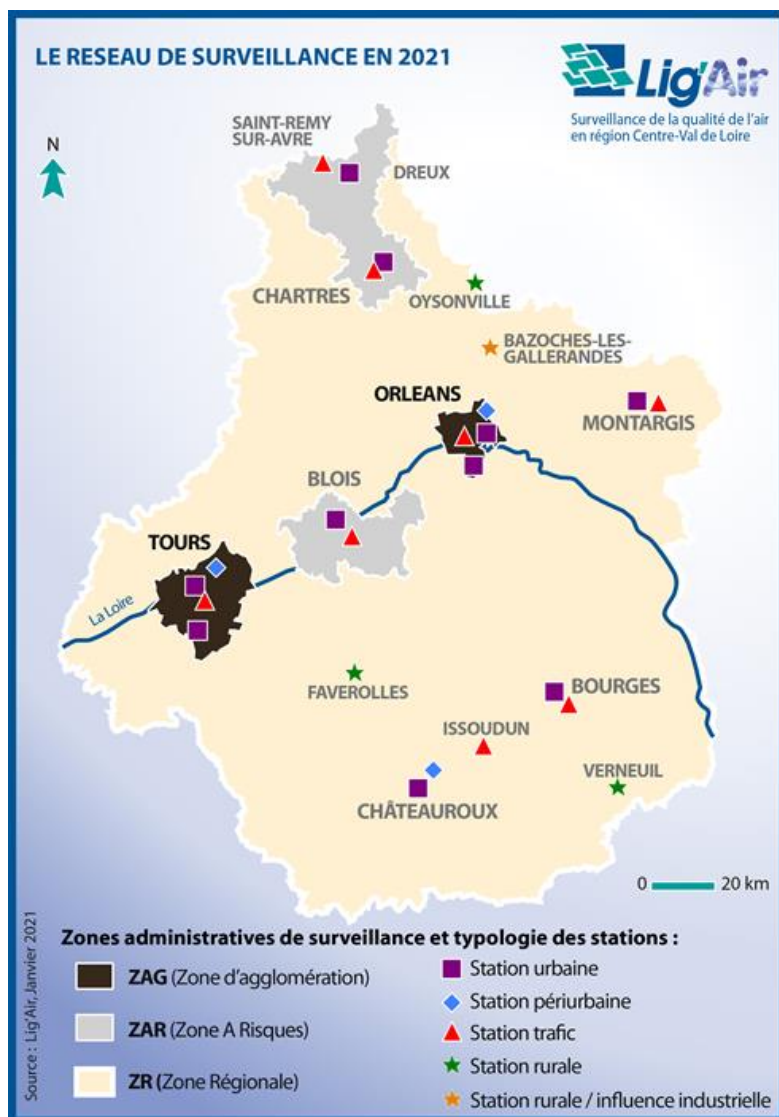 LE RESEAU DE SURVEILLANCE EN 2021
Lig'Air
Surveillance de la qualité de l'air
en région Centre-Val de Loire
N
SAINT-REMY
SUR-AVRE
DREUX
CHARTRES
OYSONVILLE
BAZOCHES-LES-
GALLERANDES
ORLEANS
MONTARGIS
BLOIS
TOURS
La Loire
FAVEROLLES
BOURGES
ISSOUDUN
VERNEUIL
CHÂTEAUROUX
0 20 km
Zones administratives de surveillance et typologie des stations :
ZAG (Zone d'agglomération)
ZAR (Zone A Risques)
ZR (Zone Régionale)
Station urbaine
Station périurbaine
Station trafic
Station rurale
Station rurale / influence industrielle
Source : Lig'Air, Janvier 2021